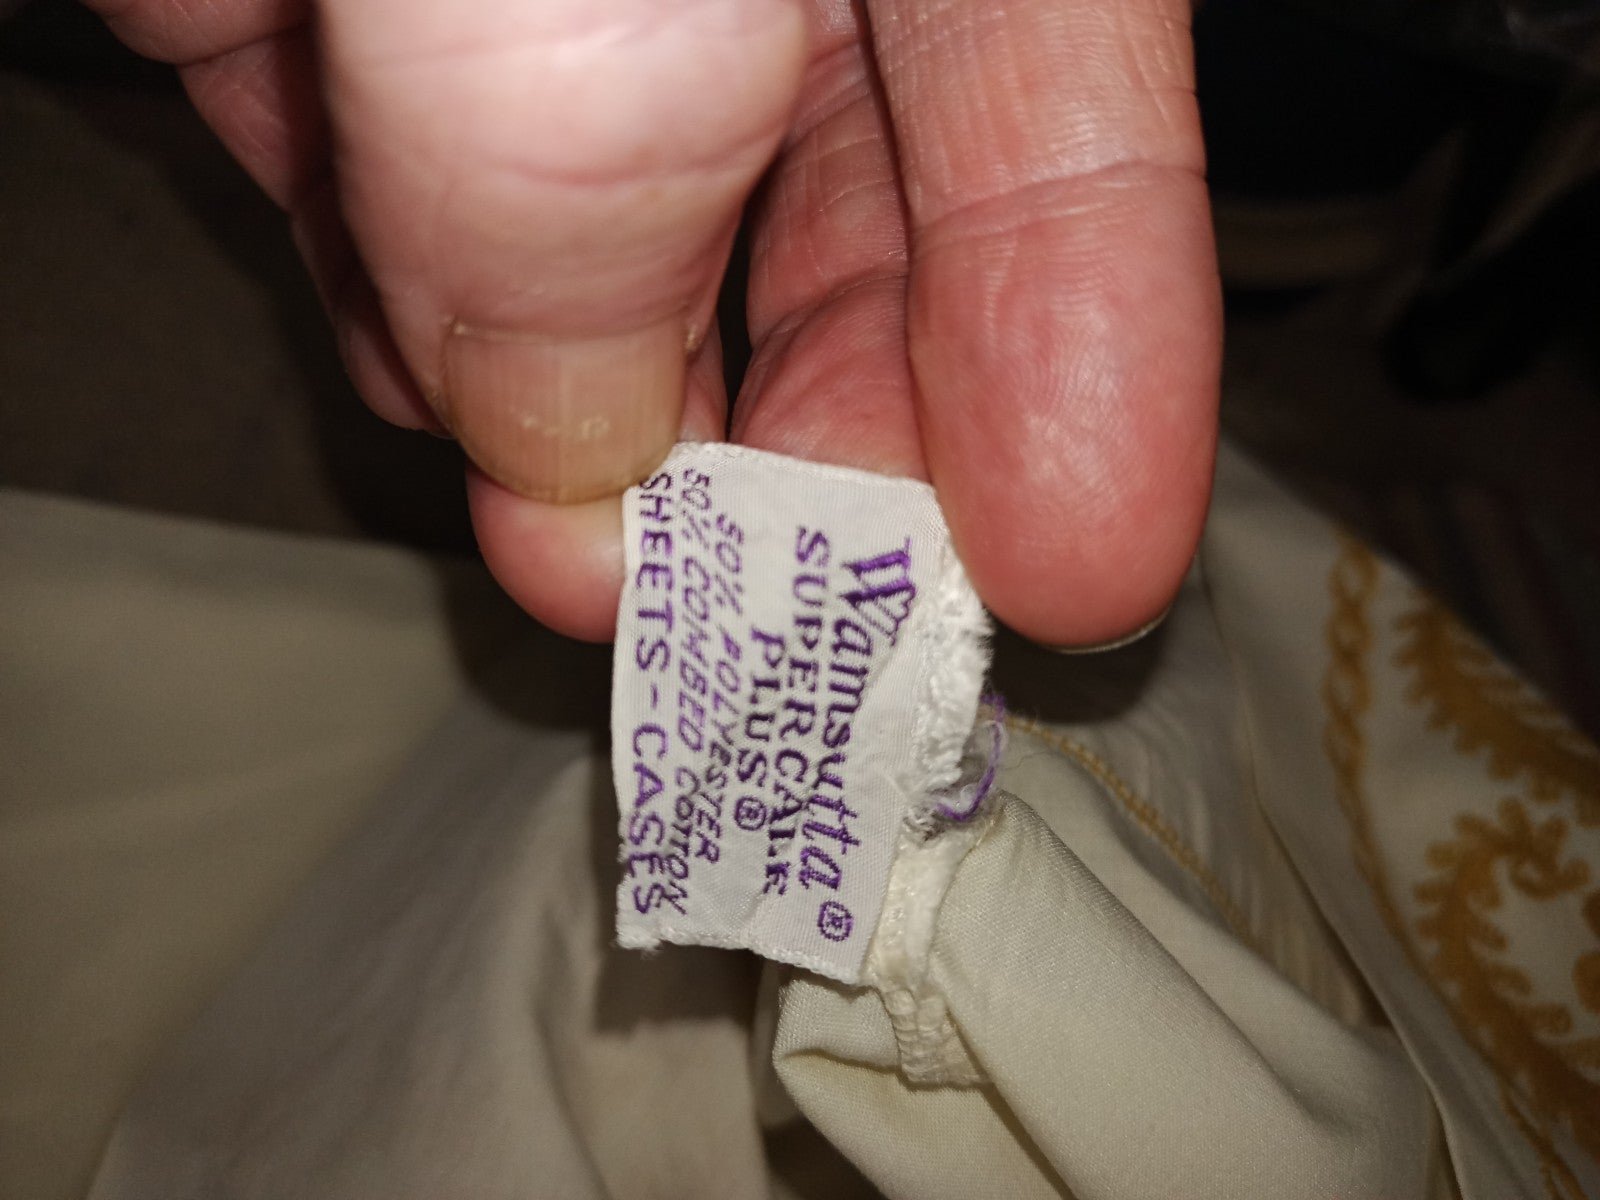 Wamsutta®
SUPERCALE
PLUS®
50% POLYESTER
50% COMBED COTTON
SHEETS-CASES